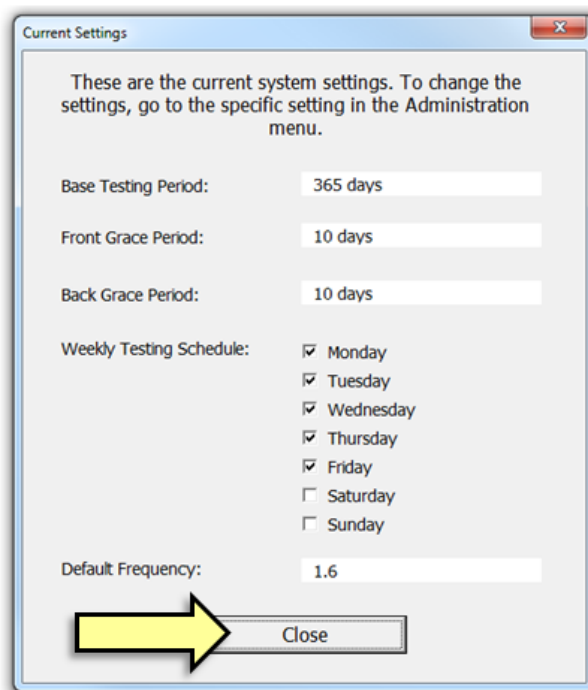 Current Settings
These are the current system settings. To change the
settings, go to the specific setting in the Administration
menu.
Base Testing Period: 365 days
Front Grace Period: 10 days
Back Grace Period: 10 days
Weekly Testing Schedule: Monday
Tuesday
Wednesday
Thursday
Friday
Saturday
Sunday
Default Frequency: 1.6
Close